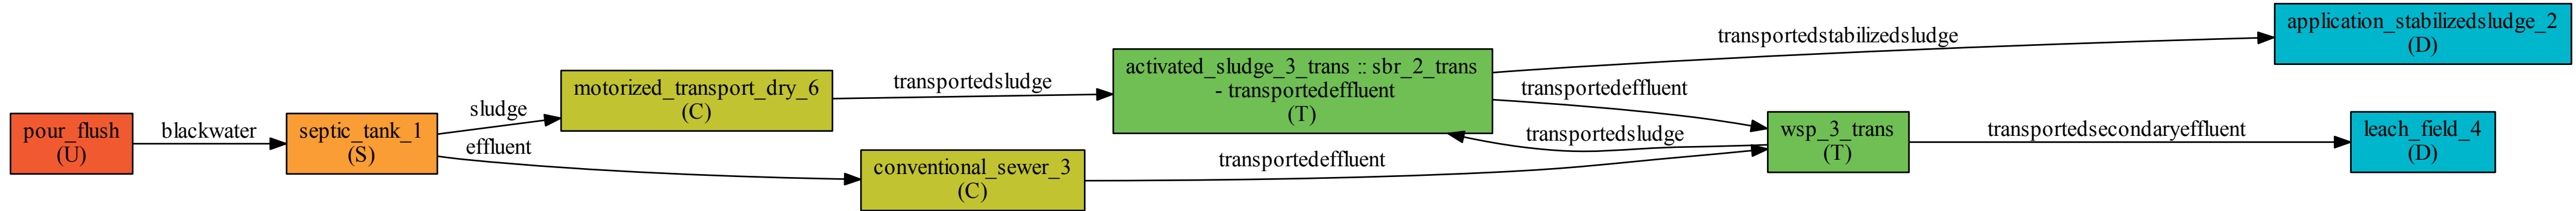 pour_flush
(U)
blackwater
septic_tank_1
(S)
sludge
effluent
motorized_transport_dry_6
(C)
conventional_sewer_3
(C)
transportedsludge
transportedeffluent
activated_sludge_3_trans :: sbr_2_trans
- transportedeffluent
(T)
transportedstabilizedsludge
transportedeffluent
transportedsludge
wsp_3_trans
(T)
transportedsecondaryeffluent
application_stabilizedsludge_2
(D)
leach_field_4
(D)